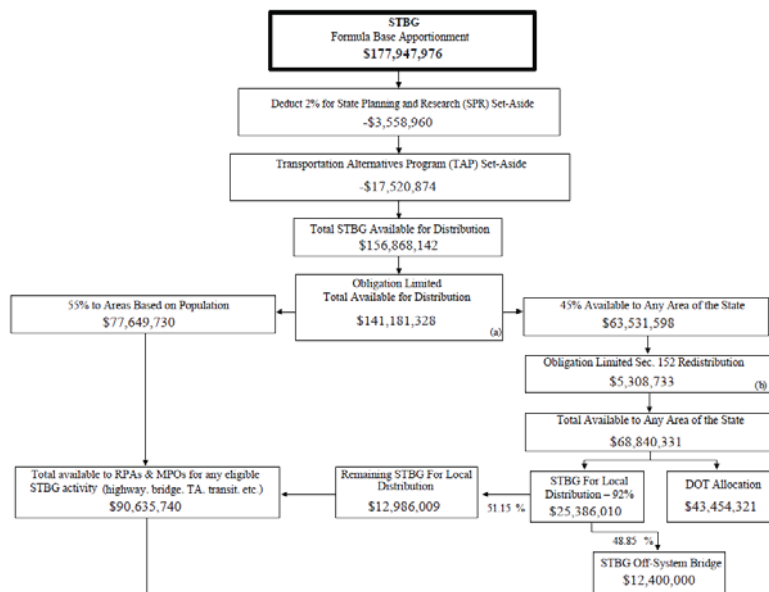 STBG
Formula Base Apportionment
$177,947,976
Deduct 2% for State Planning and Research (SPR) Set-Aside
-$3,558,960
Transportation Alternatives Program (TAP) Set-Aside
-$17,520,874
Total STBG Available for Distribution
$156,868,142
Obligation Limited
Total Available for Distribution
$141,181,328
(a)
55% to Areas Based on Population
$77,649,730
45% Available to Any Area of the State
$63,531,598
Obligation Limited Sec. 152 Redistribution
$5,308,733
(b)
Total Available to Any Area of the State
$68,840,331
Total available to RPAs & MPOs for any eligible
STBG activity (highway, bridge, TA, transit, etc.)
$90,635,740
Remaining STBG For Local
Distribution
$12,986,009
51.15 %
STBG For Local
Distribution – 92%
$25,386,010
DOT Allocation
$43,454,321
48.85 %
STBG Off-System Bridge
$12,400,000